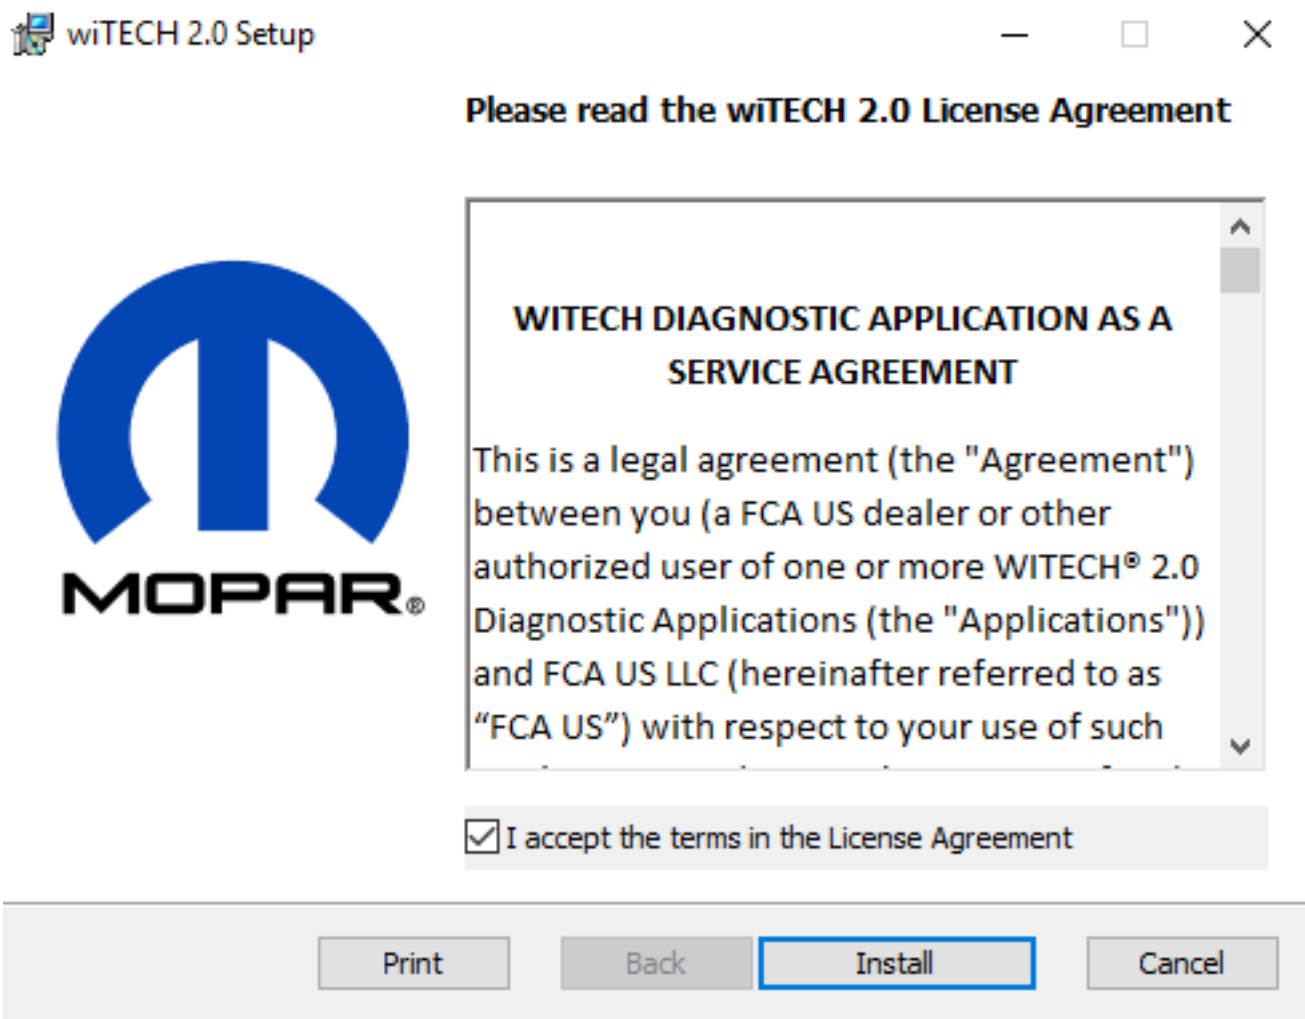 wiTECH 2.0 Setup
Please read the wiTECH 2.0 License Agreement
WITECH DIAGNOSTIC APPLICATION AS A
SERVICE AGREEMENT
This is a legal agreement (the "Agreement")
between you (a FCA US dealer or other
authorized user of one or more WITECH® 2.0
Diagnostic Applications (the "Applications"))
and FCA US LLC (hereinafter referred to as
“FCA US”) with respect to your use of such
MOPAR®
I accept the terms in the License Agreement
Print
Back
Install
Cancel